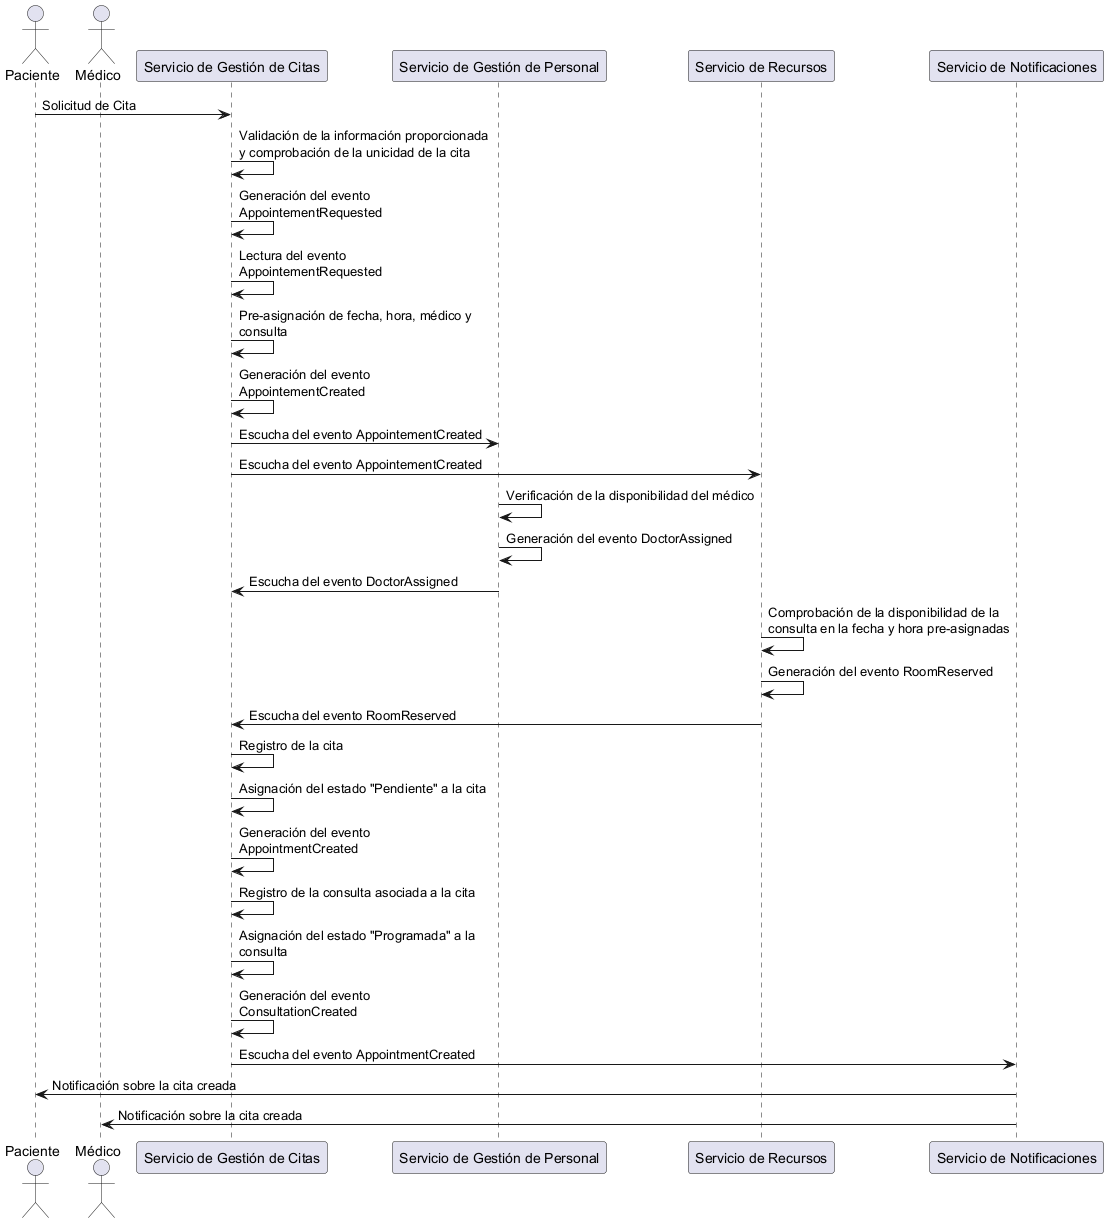 Paciente
Médico
Servicio de Gestión de Citas
Servicio de Gestión de Personal
Servicio de Recursos
Servicio de Notificaciones
Solicitud de Cita
Validación de la información proporcionada
y comprobación de la unicidad de la cita
Generación del evento
AppointementRequested
Lectura del evento
AppointementRequested
Pre-asignación de fecha, hora, médico y
consulta
Generación del evento
AppointementCreated
Escucha del evento AppointementCreated
Escucha del evento AppointementCreated
Verificación de la disponibilidad del médico
Generación del evento DoctorAssigned
Escucha del evento DoctorAssigned
Comprobación de la disponibilidad de la
consulta en la fecha y hora pre-asignadas
Generación del evento RoomReserved
Escucha del evento RoomReserved
Registro de la cita
Asignación del estado "Pendiente" a la cita
Generación del evento
AppointmentCreated
Registro de la consulta asociada a la cita
Asignación del estado "Programada" a la
consulta
Generación del evento
ConsultationCreated
Escucha del evento AppointmentCreated
Notificación sobre la cita creada
Notificación sobre la cita creada
Paciente
Médico
Servicio de Gestión de Citas
Servicio de Gestión de Personal
Servicio de Recursos
Servicio de Notificaciones